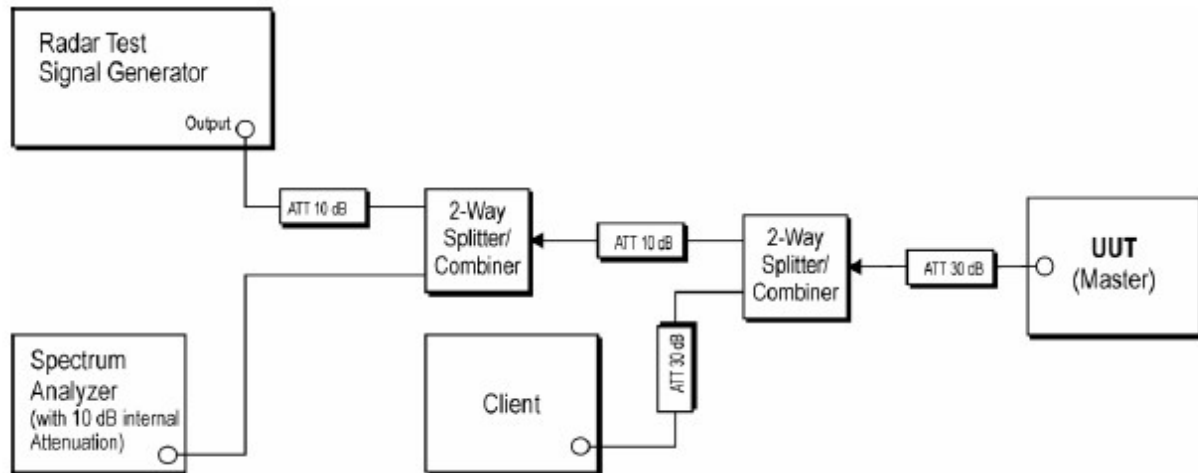 Radar Test
Signal Generator
Output
ATT 10 dB
2-Way
Splitter/
Combiner
ATT 10 dB
2-Way
Splitter/
Combiner
ATT 30 dB
UUT
(Master)
ATT 30 dB
Spectrum
Analyzer
(with 10 dB internal
Attenuation)
Client